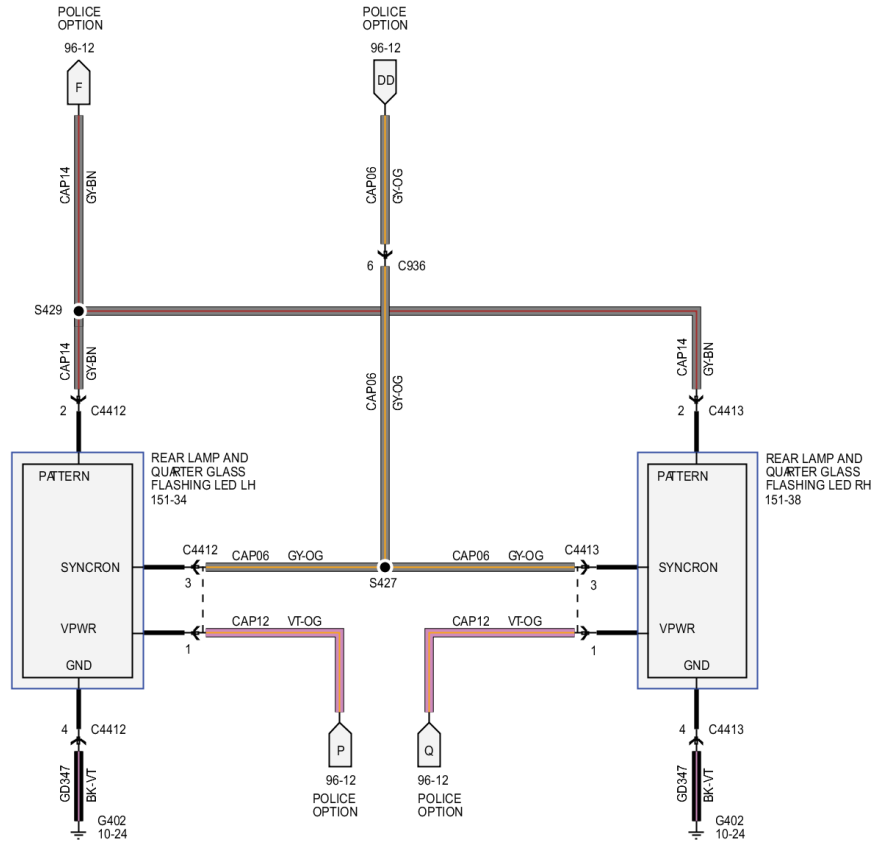 POLICE
OPTION
96-12
F
POLICE
OPTION
96-12
DD
CAP14
GY-BN
CAP06
GY-OG
6
C936
S429
CAP14
GY-BN
CAP06
GY-OG
CAP14
GY-BN
2
C4412
2
C4413
REAR LAMP AND
QUARTER GLASS
FLASHING LED LH
151-34
PATTERN
REAR LAMP AND
QUARTER GLASS
FLASHING LED RH
151-38
PATTERN
SYNCRON
C4412
3
CAP06
GY-OG
S427
CAP06
GY-OG
C4413
3
SYNCRON
VPWR
1
CAP12
VT-OG
CAP12
VT-OG
1
VPWR
GND
GND
4
C4412
P
96-12
POLICE
OPTION
Q
96-12
POLICE
OPTION
4
C4413
GD347
BK-VT
G402
10-24
GD347
BK-VT
G402
10-24